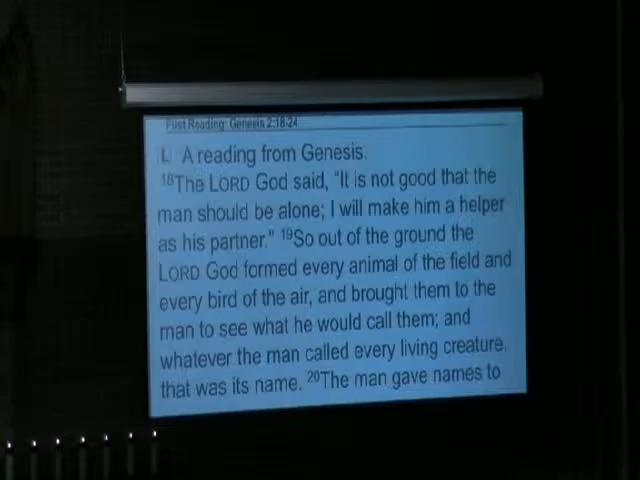 First Reading: Genesis 2:18-24
L A reading from Genesis.
18The LORD God said, “It is not good that the
man should be alone; I will make him a helper
as his partner.” 19So out of the ground the
LORD God formed every animal of the field and
every bird of the air, and brought them to the
man to see what he would call them; and
whatever the man called every living creature,
that was its name. 20The man gave names to